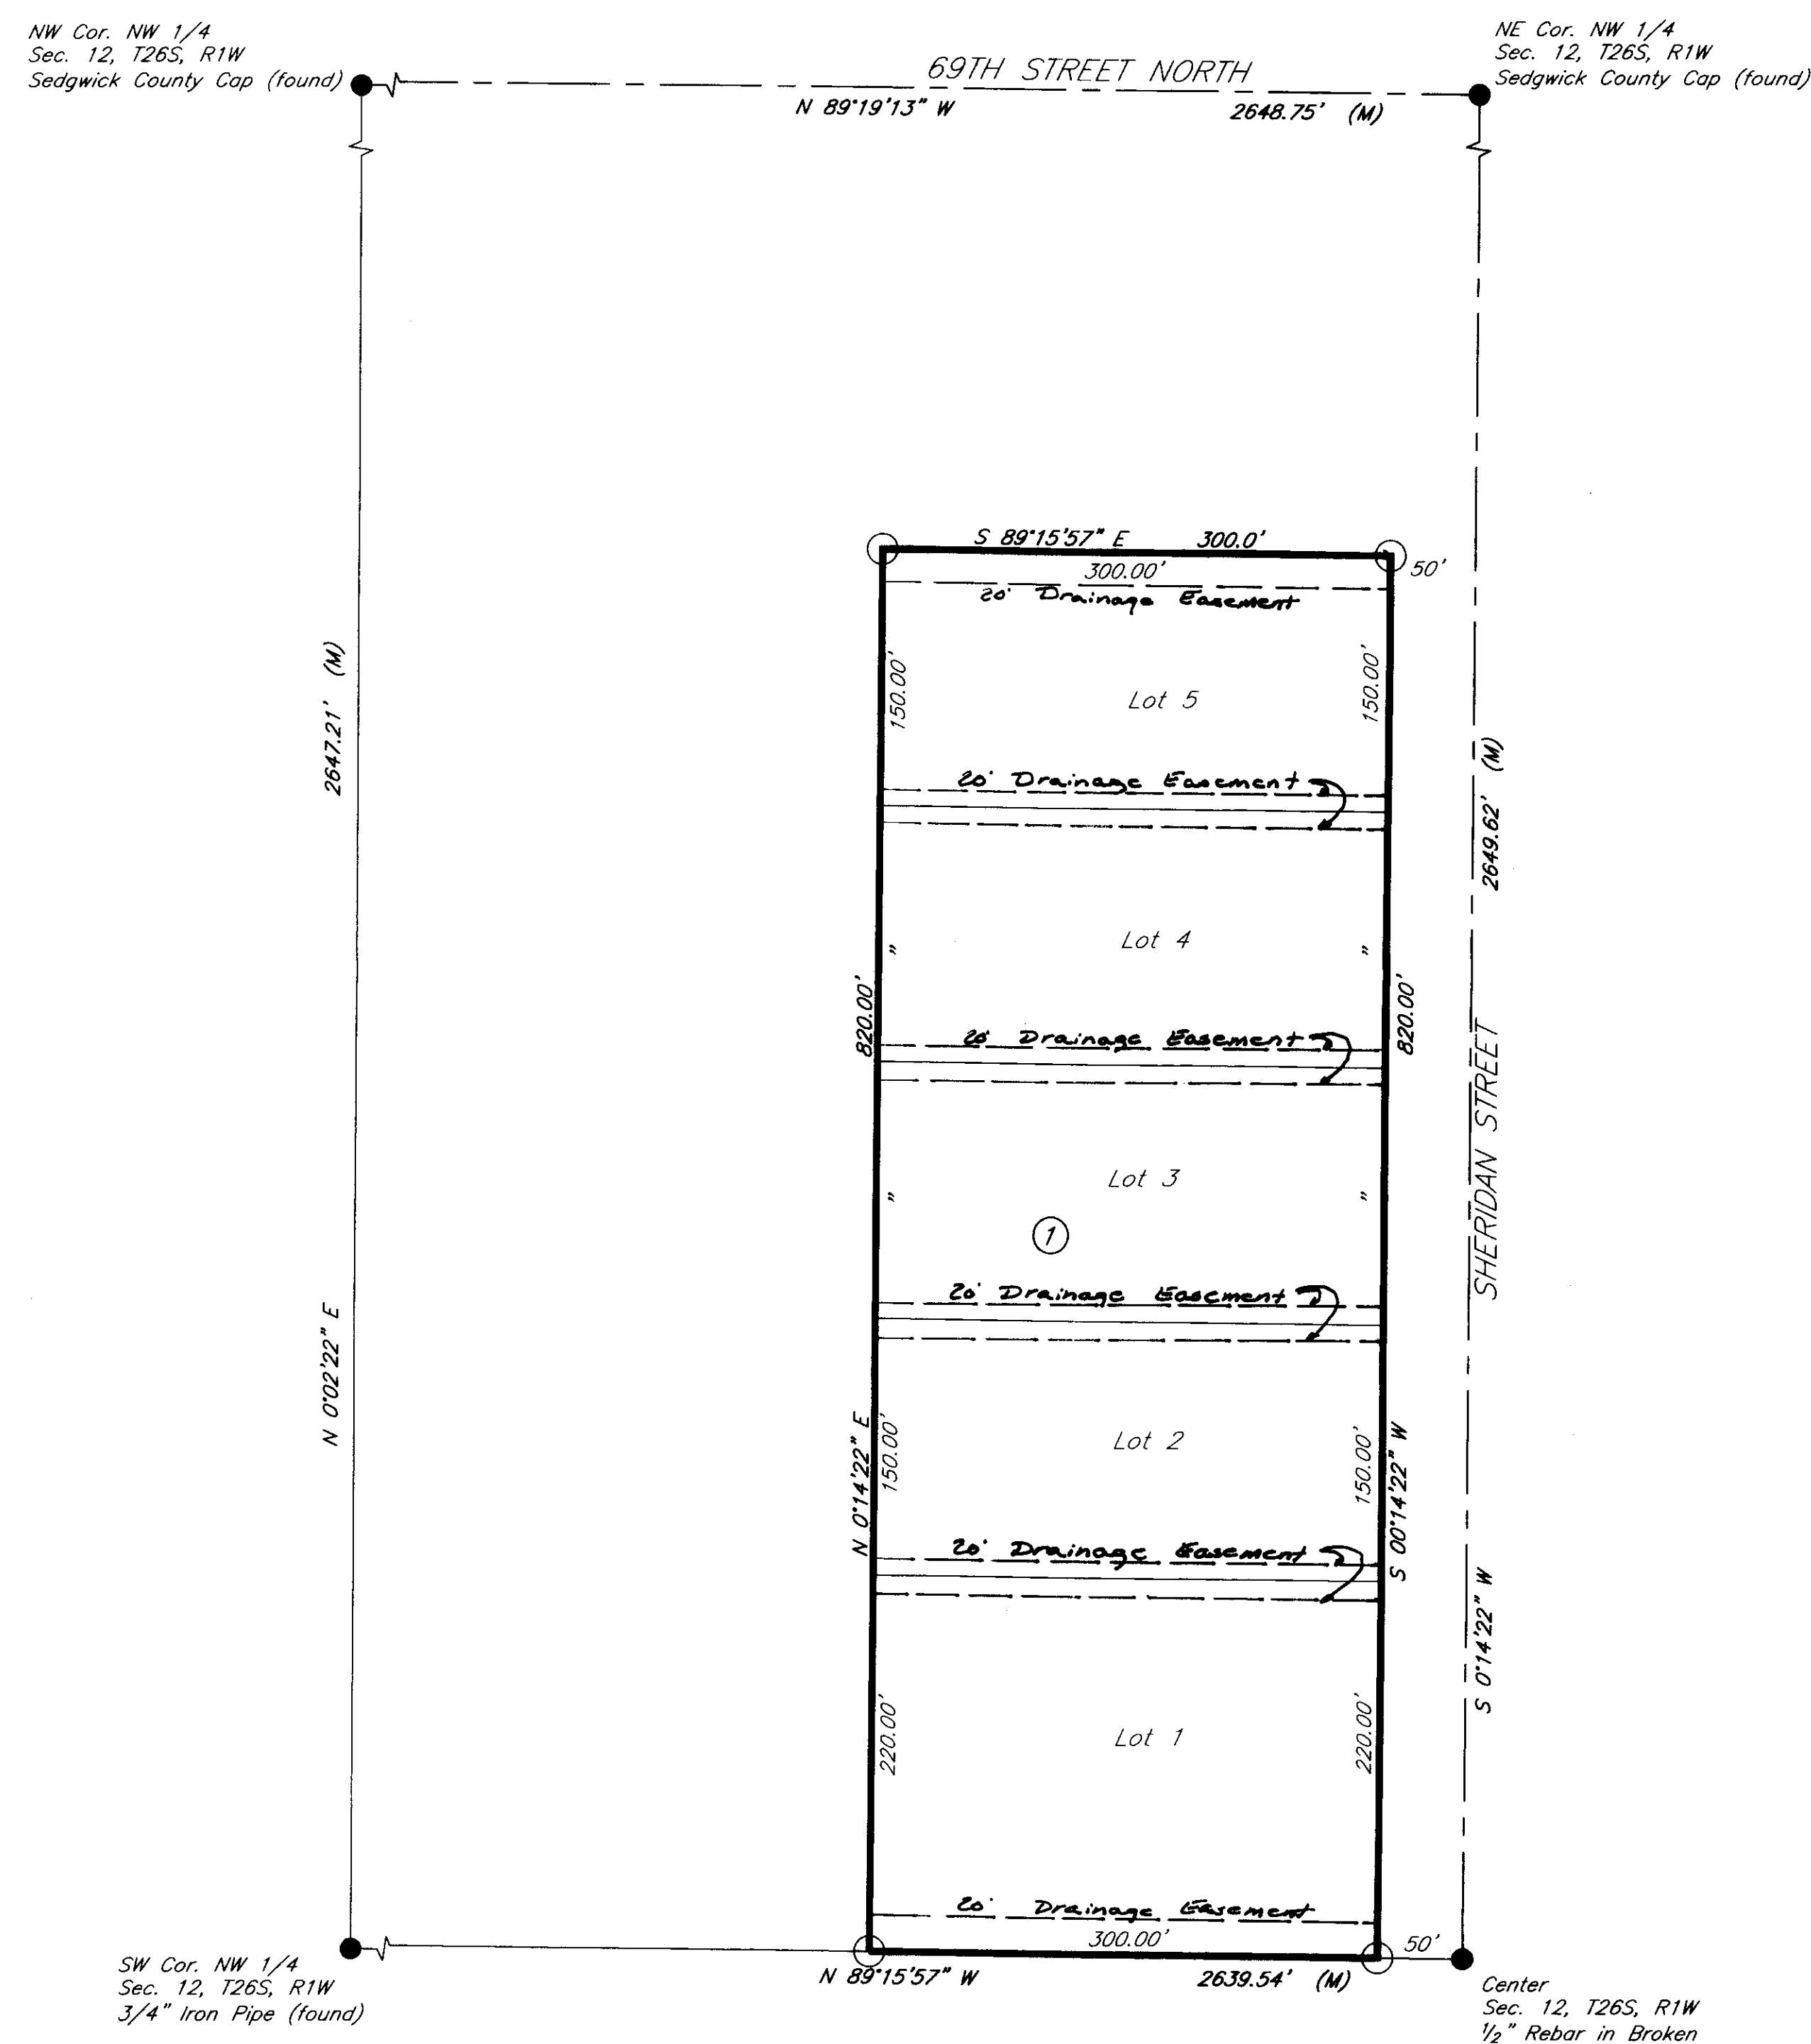 NW Cor. NW 1/4
Sec. 12, T26S, R1W
Sedgwick County Cap (found)
NE Cor. NW 1/4
Sec. 12, T26S, R1W
Sedgwick County Cap (found)
69TH STREET NORTH
N 89°19'13" W
2648.75' (M)
S 89°15'57" E
300.0'
50'
300.00'
20' Drainage Easement
150.00'
150.00'
Lot 5
2647.21' (M)
2649.62' (M)
20' Drainage Easement
Lot 4
"
"
820.00'
820.00'
20' Drainage Easement
SHERIDAN STREET
Lot 3
"
"
1
20' Drainage Easement
N 0°02'22" E
N 0°14'22" E
150.00'
Lot 2
150.00'
S 00°14'22" W
20' Drainage Easement
S 0°14'22" W
220.00'
Lot 1
220.00'
20' Drainage Easement
300.00'
50'
N 89°15'57" W
2639.54' (M)
SW Cor. NW 1/4
Sec. 12, T26S, R1W
3/4" Iron Pipe (found)
Center
Sec. 12, T26S, R1W
1/2" Rebar in Broken